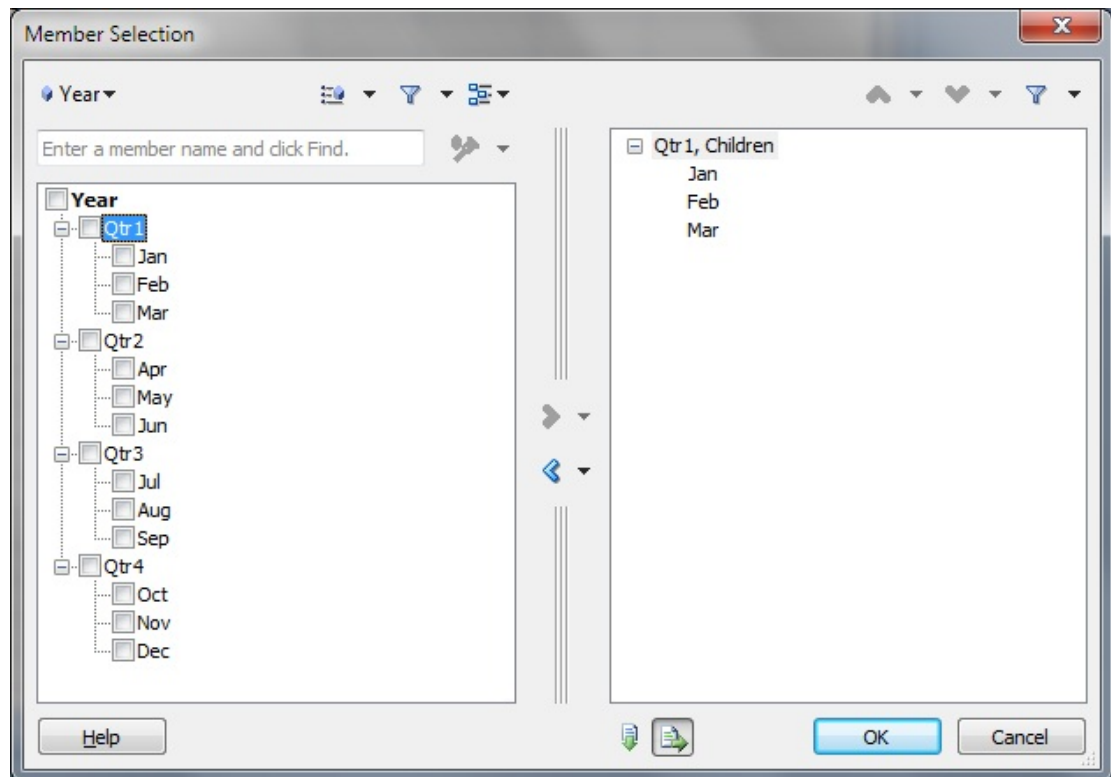 Member Selection
Year
Enter a member name and click Find.
Year
Qtr1
Jan
Feb
Mar
Qtr2
Apr
May
Jun
Qtr3
Jul
Aug
Sep
Qtr4
Oct
Nov
Dec
Qtr1, Children
Jan
Feb
Mar
Help
OK
Cancel